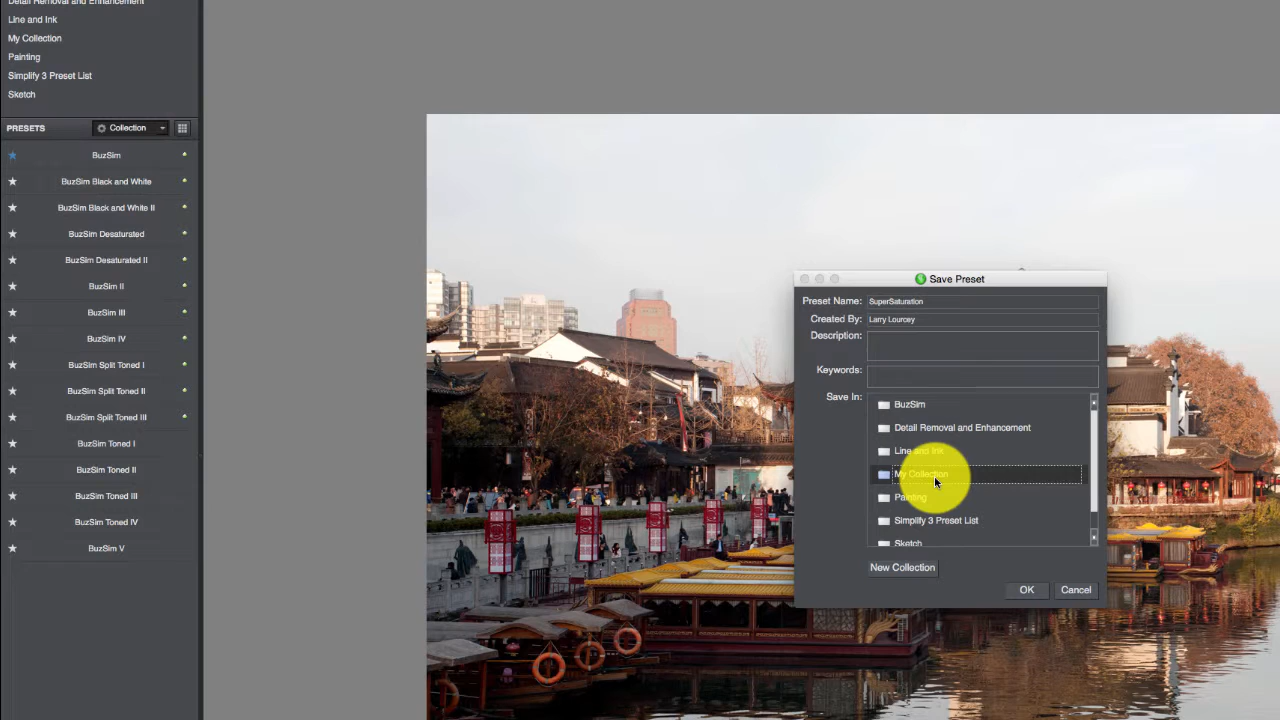 Detail Removal and Enhancement
Line and Ink
My Collection
Painting
Simplify 3 Preset List
Sketch
PRESETS
Collection
BuzSim
BuzSim Black and White
BuzSim Black and White II
BuzSim Desaturated
BuzSim Desaturated II
BuzSim II
BuzSim III
BuzSim IV
BuzSim Split Toned I
BuzSim Split Toned II
BuzSim Split Toned III
BuzSim Toned I
BuzSim Toned II
BuzSim Toned III
BuzSim Toned IV
BuzSim V
Save Preset
Preset Name: SuperSaturation
Created By: Larry Lourcey
Description:
Keywords:
Save In:
BuzSim
Detail Removal and Enhancement
Line and Ink
My Collection
Painting
Simplify 3 Preset List
Sketch
New Collection
OK Cancel